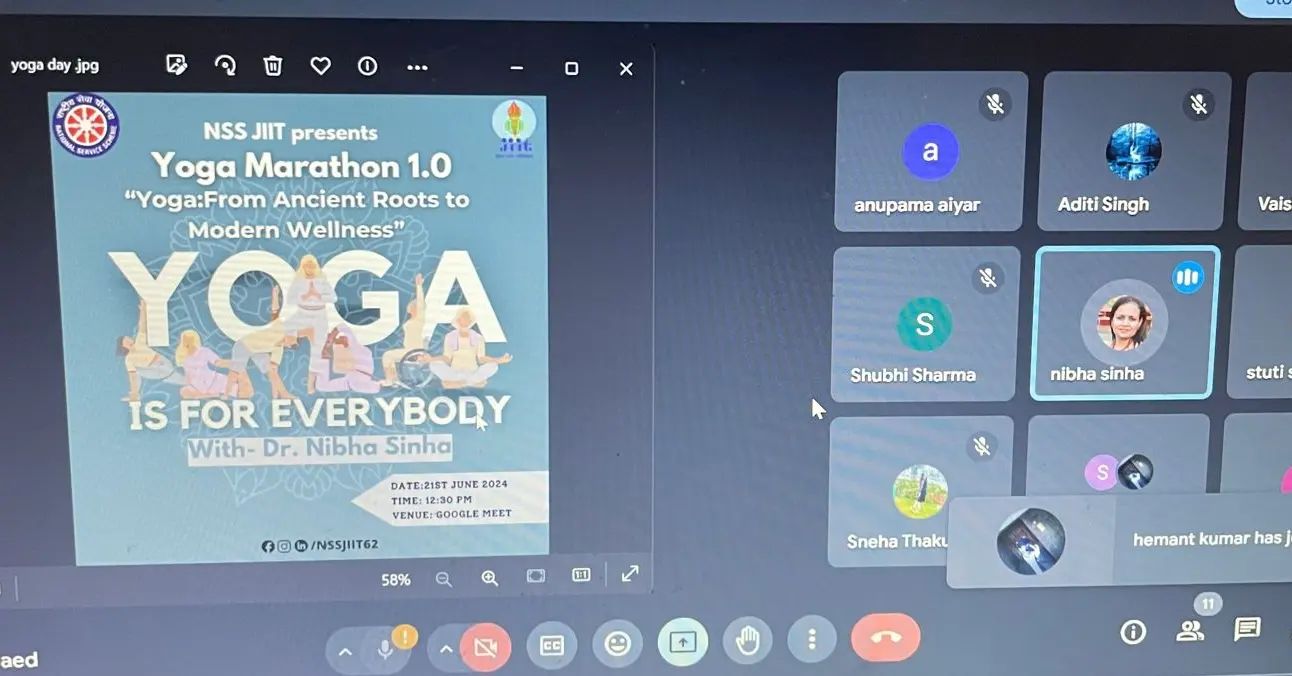 yoga day .jpg
राष्ट्रीय सेवा योजना
NATIONAL SERVICE SCHEME
NSS JIIT presents
Yoga Marathon 1.0
“Yoga:From Ancient Roots to
Modern Wellness”
YOGA
IS FOR EVERYBODY
With- Dr. Nibha Sinha
DATE:21ST JUNE 2024
TIME: 12:30 PM
VENUE: GOOGLE MEET
/NSSJIIT62
58%
1:1
a
anupama aiyar
Aditi Singh
Vais
S
Shubhi Sharma
nibha sinha
stuti s
Sneha Thaku
S
hemant kumar has j
11
CC
aed